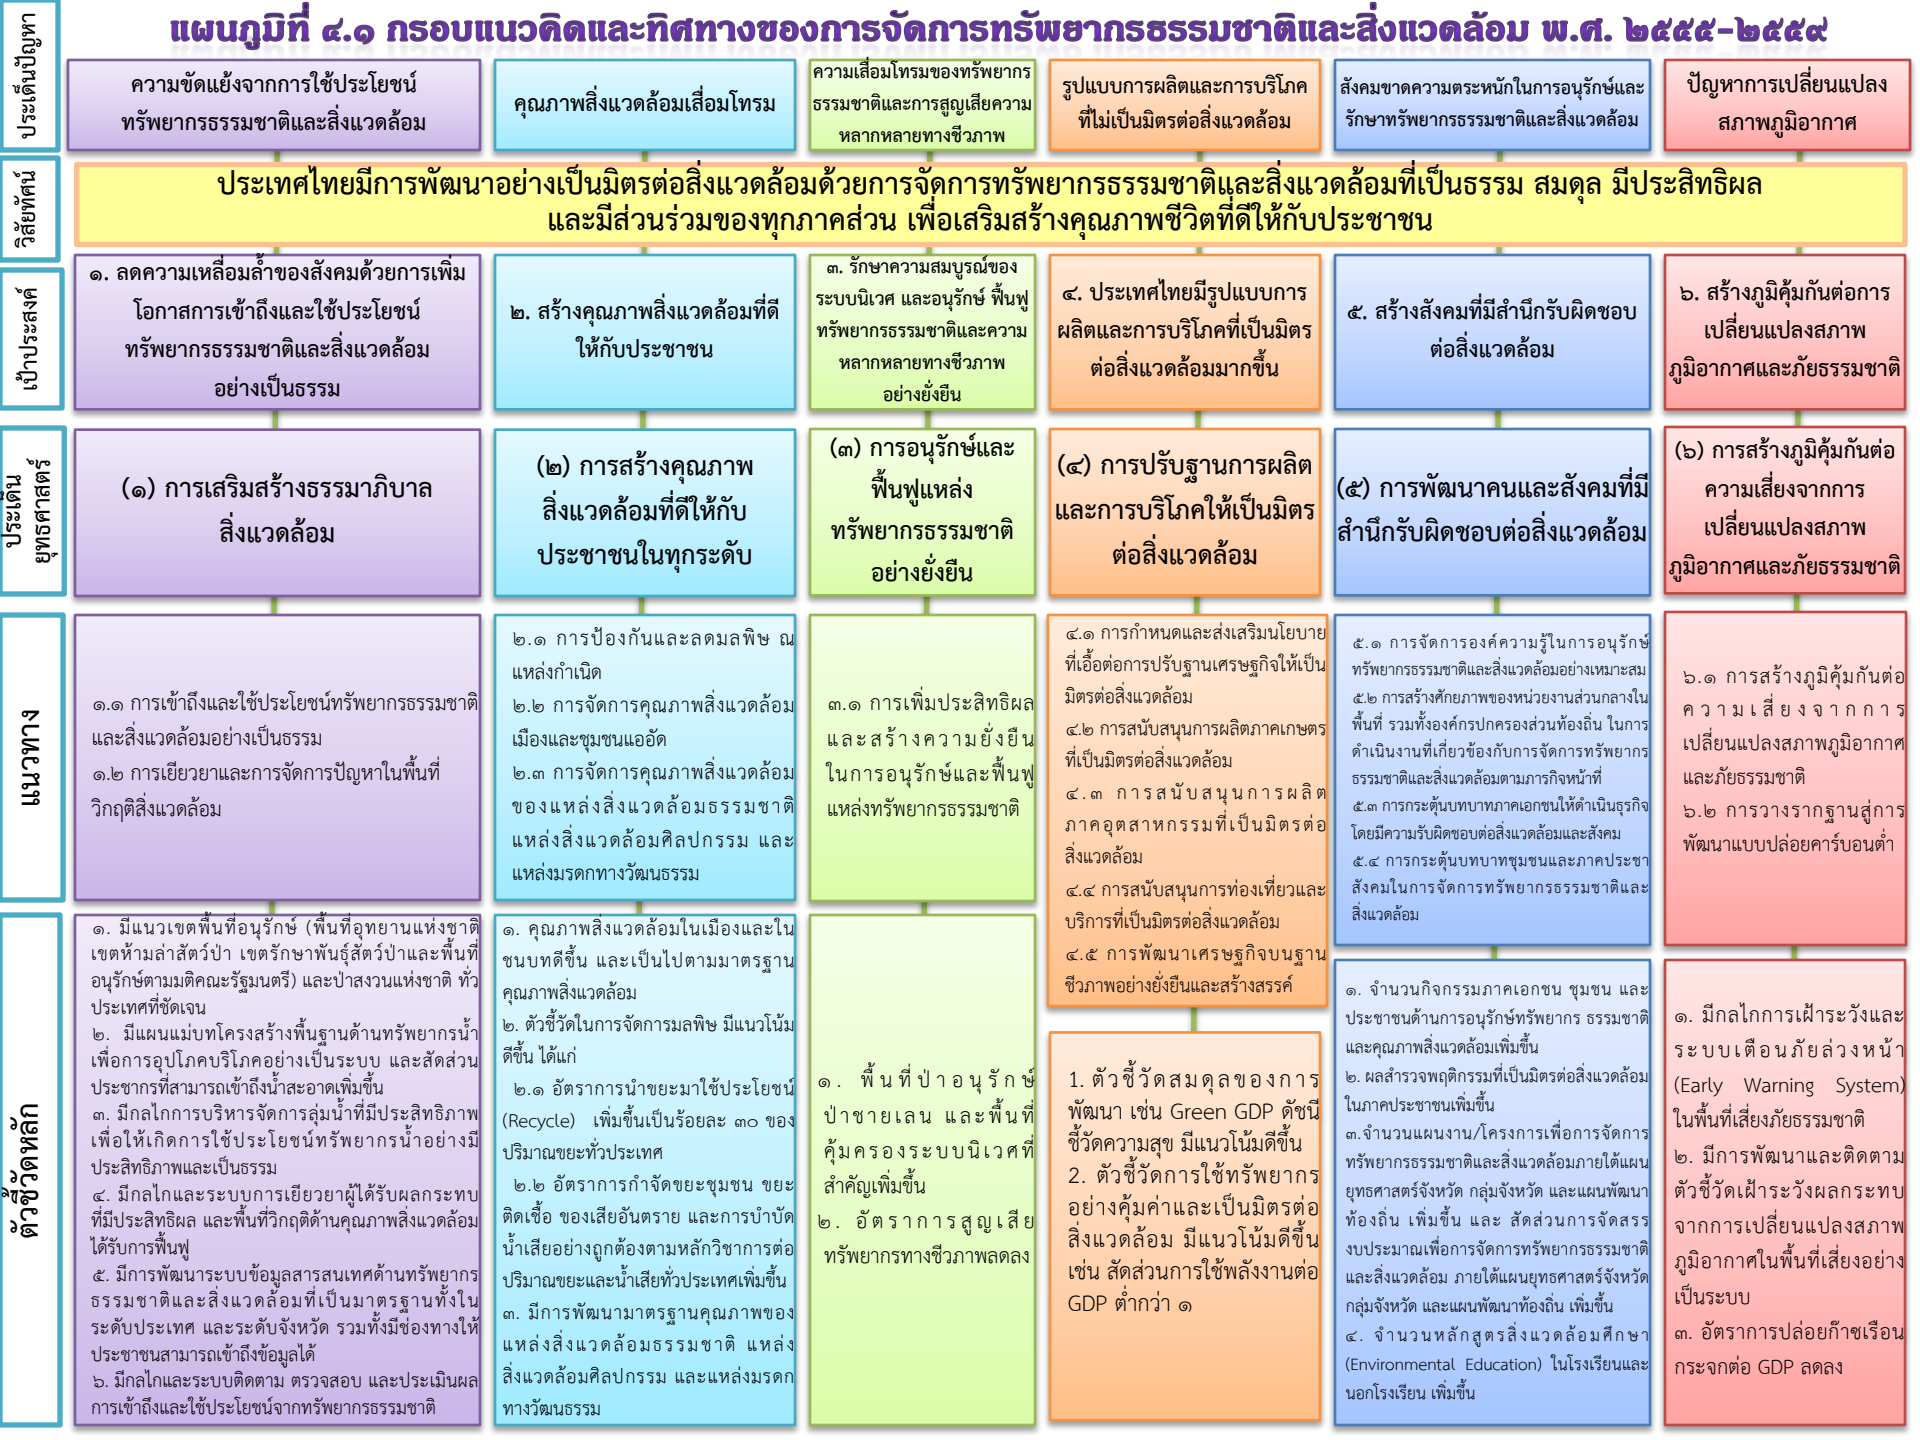 แผนภูมิที่ ๔.๑ กรอบแนวคิดและทิศทางของการจัดการทรัพยากรธรรมชาติและสิ่งแวดล้อม พ.ศ. ๒๕๕๕-๒๕๕๙
ประเด็นปัญหา
ความขัดแย้งจากการใช้ประโยชน์
ทรัพยากรธรรมชาติและสิ่งแวดล้อม
คุณภาพสิ่งแวดล้อมเสื่อมโทรม
ความเสื่อมโทรมของทรัพยากร
ธรรมชาติและการสูญเสียความ
หลากหลายทางชีวภาพ
รูปแบบการผลิตและการบริโภค
ที่ไม่เป็นมิตรต่อสิ่งแวดล้อม
สังคมขาดความตระหนักในการอนุรักษ์และ
รักษาทรัพยากรธรรมชาติและสิ่งแวดล้อม
ปัญหาการเปลี่ยนแปลง
สภาพภูมิอากาศ
วิสัยทัศน์
ประเทศไทยมีการพัฒนาอย่างเป็นมิตรต่อสิ่งแวดล้อมด้วยการจัดการทรัพยากรธรรมชาติและสิ่งแวดล้อมที่เป็นธรรม สมดุล มีประสิทธิผล
และมีส่วนร่วมของทุกภาคส่วน เพื่อเสริมสร้างคุณภาพชีวิตที่ดีให้กับประชาชน
เป้าประสงค์
๑. ลดความเหลื่อมล้ำของสังคมด้วยการเพิ่ม
โอกาสการเข้าถึงและใช้ประโยชน์
ทรัพยากรธรรมชาติและสิ่งแวดล้อม
อย่างเป็นธรรม
๒. สร้างคุณภาพสิ่งแวดล้อมที่ดี
ให้กับประชาชน
๓. รักษาความสมบูรณ์ของ
ระบบนิเวศ และอนุรักษ์ ฟื้นฟู
ทรัพยากรธรรมชาติและความ
หลากหลายทางชีวภาพ
อย่างยั่งยืน
๔. ประเทศไทยมีรูปแบบการ
ผลิตและการบริโภคที่เป็นมิตร
ต่อสิ่งแวดล้อมมากขึ้น
๕. สร้างสังคมที่มีสำนึกรับผิดชอบ
ต่อสิ่งแวดล้อม
๖. สร้างภูมิคุ้มกันต่อการ
เปลี่ยนแปลงสภาพ
ภูมิอากาศและภัยธรรมชาติ
ประเด็น
ยุทธศาสตร์
(๑) การเสริมสร้างธรรมาภิบาล
สิ่งแวดล้อม
(๒) การสร้างคุณภาพ
สิ่งแวดล้อมที่ดีให้กับ
ประชาชนในทุกระดับ
(๓) การอนุรักษ์และ
ฟื้นฟูแหล่ง
ทรัพยากรธรรมชาติ
อย่างยั่งยืน
(๔) การปรับฐานการผลิต
และการบริโภคให้เป็นมิตร
ต่อสิ่งแวดล้อม
(๕) การพัฒนาคนและสังคมที่มี
สำนึกรับผิดชอบต่อสิ่งแวดล้อม
(๖) การสร้างภูมิคุ้มกันต่อ
ความเสี่ยงจากการ
เปลี่ยนแปลงสภาพ
ภูมิอากาศและภัยธรรมชาติ
แนวทาง
๑.๑ การเข้าถึงและใช้ประโยชน์ทรัพยากรธรรมชาติ
และสิ่งแวดล้อมอย่างเป็นธรรม
๑.๒ การเยียวยาและการจัดการปัญหาในพื้นที่
วิกฤติสิ่งแวดล้อม
๒.๑ การป้องกันและลดมลพิษ ณ
แหล่งกำเนิด
๒.๒ การจัดการคุณภาพสิ่งแวดล้อม
เมืองและชุมชนแออัด
๒.๓ การจัดการคุณภาพสิ่งแวดล้อม
ของแหล่งสิ่งแวดล้อมธรรมชาติ
แหล่งสิ่งแวดล้อมศิลปกรรม และ
แหล่งมรดกทางวัฒนธรรม
๓.๑ การเพิ่มประสิทธิผล
และสร้างความยั่งยืน
ในการอนุรักษ์และฟื้นฟู
แหล่งทรัพยากรธรรมชาติ
๔.๑ การกำหนดและส่งเสริมนโยบาย
ที่เอื้อต่อการปรับฐานเศรษฐกิจให้เป็น
มิตรต่อสิ่งแวดล้อม
๔.๒ การสนับสนุนการผลิตภาคเกษตร
ที่เป็นมิตรต่อสิ่งแวดล้อม
๔.๓ การสนับสนุนการผลิต
ภาคอุตสาหกรรมที่เป็นมิตรต่อ
สิ่งแวดล้อม
๔.๔ การสนับสนุนการท่องเที่ยวและ
บริการที่เป็นมิตรต่อสิ่งแวดล้อม
๔.๕ การพัฒนาเศรษฐกิจบนฐาน
ชีวภาพอย่างยั่งยืนและสร้างสรรค์
๕.๑ การจัดการองค์ความรู้ในการอนุรักษ์
ทรัพยากรธรรมชาติและสิ่งแวดล้อมอย่างเหมาะสม
๕.๒ การสร้างศักยภาพของหน่วยงานส่วนกลางใน
พื้นที่ รวมทั้งองค์กรปกครองส่วนท้องถิ่น ในการ
ดำเนินงานที่เกี่ยวข้องกับการจัดการทรัพยากร
ธรรมชาติและสิ่งแวดล้อมตามภารกิจหน้าที่
๕.๓ การกระตุ้นบทบาทภาคเอกชนให้ดำเนินธุรกิจ
โดยมีความรับผิดชอบต่อสิ่งแวดล้อมและสังคม
๕.๔ การกระตุ้นบทบาทชุมชนและภาคประชา
สังคมในการจัดการทรัพยากรธรรมชาติและ
สิ่งแวดล้อม
๖.๑ การสร้างภูมิคุ้มกันต่อ
ความเสี่ยงจากการ
เปลี่ยนแปลงสภาพภูมิอากาศ
และภัยธรรมชาติ
๖.๒ การวางรากฐานสู่การ
พัฒนาแบบปล่อยคาร์บอนต่ำ
ตัวชี้วัดหลัก
๑. มีแนวเขตพื้นที่อนุรักษ์ (พื้นที่อุทยานแห่งชาติ
เขตห้ามล่าสัตว์ป่า เขตรักษาพันธุ์สัตว์ป่าและพื้นที่
อนุรักษ์ตามมติคณะรัฐมนตรี) และป่าสงวนแห่งชาติ ทั่ว
ประเทศที่ชัดเจน
๒. มีแผนแม่บทโครงสร้างพื้นฐานด้านทรัพยากรน้ำ
เพื่อการอุปโภคบริโภคอย่างเป็นระบบ และสัดส่วน
ประชากรที่สามารถเข้าถึงน้ำสะอาดเพิ่มขึ้น
๓. มีกลไกการบริหารจัดการลุ่มน้ำที่มีประสิทธิภาพ
เพื่อให้เกิดการใช้ประโยชน์ทรัพยากรน้ำอย่างมี
ประสิทธิภาพและเป็นธรรม
๔. มีกลไกและระบบการเยียวยาผู้ได้รับผลกระทบ
ที่มีประสิทธิผล และพื้นที่วิกฤติด้านคุณภาพสิ่งแวดล้อม
ได้รับการฟื้นฟู
๕. มีการพัฒนาระบบข้อมูลสารสนเทศด้านทรัพยากร
ธรรมชาติและสิ่งแวดล้อมที่เป็นมาตรฐานทั้งใน
ระดับประเทศ และระดับจังหวัด รวมทั้งมีช่องทางให้
ประชาชนสามารถเข้าถึงข้อมูลได้
๖. มีกลไกและระบบติดตาม ตรวจสอบ และประเมินผล
การเข้าถึงและใช้ประโยชน์จากทรัพยากรธรรมชาติ
๑. คุณภาพสิ่งแวดล้อมในเมืองและใน
ชนบทดีขึ้น และเป็นไปตามมาตรฐาน
คุณภาพสิ่งแวดล้อม
๒. ตัวชี้วัดในการจัดการมลพิษ มีแนวโน้ม
ดีขึ้น ได้แก่
๒.๑ อัตราการนำขยะมาใช้ประโยชน์
(Recycle) เพิ่มขึ้นเป็นร้อยละ ๓๐ ของ
ปริมาณขยะทั่วประเทศ
๒.๒ อัตราการกำจัดขยะชุมชน ขยะ
ติดเชื้อ ของเสียอันตราย และการบำบัด
น้ำเสียอย่างถูกต้องตามหลักวิชาการต่อ
ปริมาณขยะและน้ำเสียทั่วประเทศเพิ่มขึ้น
๓. มีการพัฒนามาตรฐานคุณภาพของ
แหล่งสิ่งแวดล้อมธรรมชาติ แหล่ง
สิ่งแวดล้อมศิลปกรรม และแหล่งมรดก
ทางวัฒนธรรม
๑. พื้นที่ป่าอนุรักษ์
ป่าชายเลน และพื้นที่
คุ้มครองระบบนิเวศที่
สำคัญเพิ่มขึ้น
๒. อัตราการสูญเสีย
ทรัพยากรทางชีวภาพลดลง
1. ตัวชี้วัดสมดุลของการ
พัฒนา เช่น Green GDP ดัชนี
ชี้วัดความสุข มีแนวโน้มดีขึ้น
2. ตัวชี้วัดการใช้ทรัพยากร
อย่างคุ้มค่าและเป็นมิตรต่อ
สิ่งแวดล้อม มีแนวโน้มดีขึ้น
เช่น สัดส่วนการใช้พลังงานต่อ
GDP ต่ำกว่า ๑
๑. จำนวนกิจกรรมภาคเอกชน ชุมชน และ
ประชาชนด้านการอนุรักษ์ทรัพยากร ธรรมชาติ
และคุณภาพสิ่งแวดล้อมเพิ่มขึ้น
๒. ผลสำรวจพฤติกรรมที่เป็นมิตรต่อสิ่งแวดล้อม
ในภาคประชาชนเพิ่มขึ้น
๓.จำนวนแผนงาน/โครงการเพื่อการจัดการ
ทรัพยากรธรรมชาติและสิ่งแวดล้อมภายใต้แผน
ยุทธศาสตร์จังหวัด กลุ่มจังหวัด และแผนพัฒนา
ท้องถิ่น เพิ่มขึ้น และ สัดส่วนการจัดสรร
งบประมาณเพื่อการจัดการทรัพยากรธรรมชาติ
และสิ่งแวดล้อม ภายใต้แผนยุทธศาสตร์จังหวัด
กลุ่มจังหวัด และแผนพัฒนาท้องถิ่น เพิ่มขึ้น
๔. จำนวนหลักสูตรสิ่งแวดล้อมศึกษา
(Environmental Education) ในโรงเรียนและ
นอกโรงเรียน เพิ่มขึ้น
๑. มีกลไกการเฝ้าระวังและ
ระบบเตือนภัยล่วงหน้า
(Early Warning System)
ในพื้นที่เสี่ยงภัยธรรมชาติ
๒. มีการพัฒนาและติดตาม
ตัวชี้วัดเฝ้าระวังผลกระทบ
จากการเปลี่ยนแปลงสภาพ
ภูมิอากาศในพื้นที่เสี่ยงอย่าง
เป็นระบบ
๓. อัตราการปล่อยก๊าซเรือน
กระจกต่อ GDP ลดลง